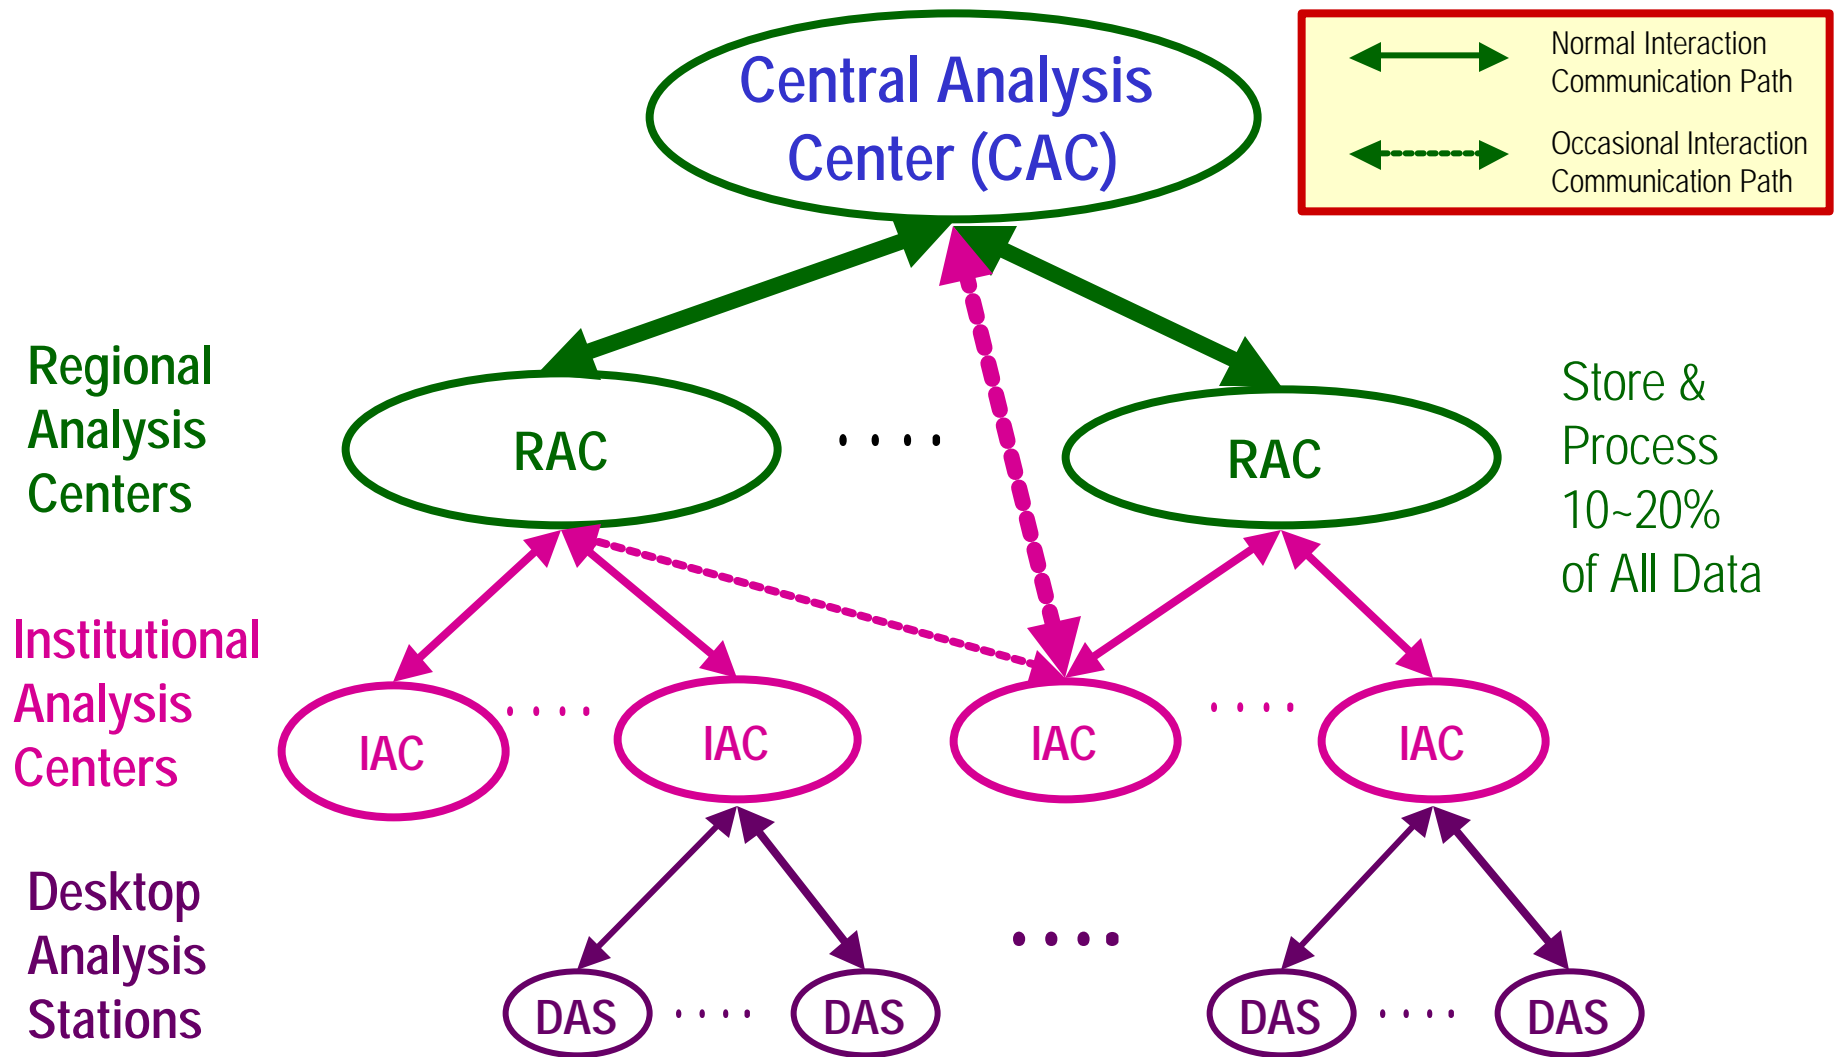 Central Analysis
Center (CAC)
Normal Interaction
Communication Path
Occasional Interaction
Communication Path
Regional
Analysis
Centers
RAC
. . . .
RAC
Store &
Process
10~20%
of All Data
Institutional
Analysis
Centers
IAC
. . . .
IAC
IAC
. . . .
IAC
Desktop
Analysis
Stations
. . . .
DAS
. . . .
DAS
DAS
. . . .
DAS